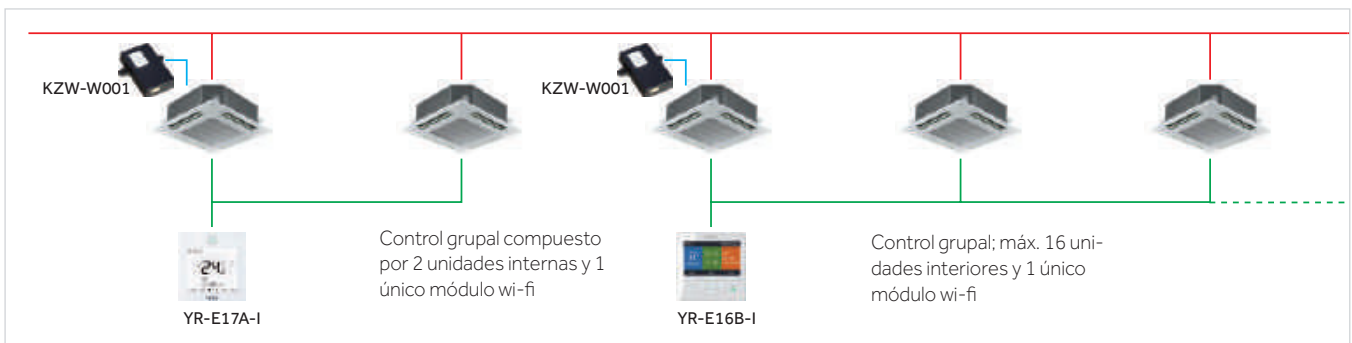 KZW-W001
KZW-W001
Control grupal compuesto
por 2 unidades internas y 1
único módulo wi-fi
Control grupal; máx. 16 uni-
dades interiores y 1 único
módulo wi-fi
24
YR-E17A-I
YR-E16B-I